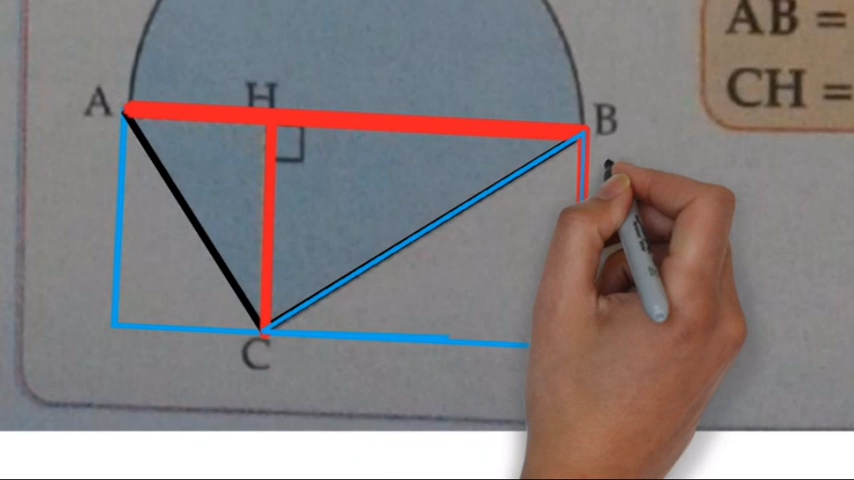 AB =
CH =
A
H
B
C